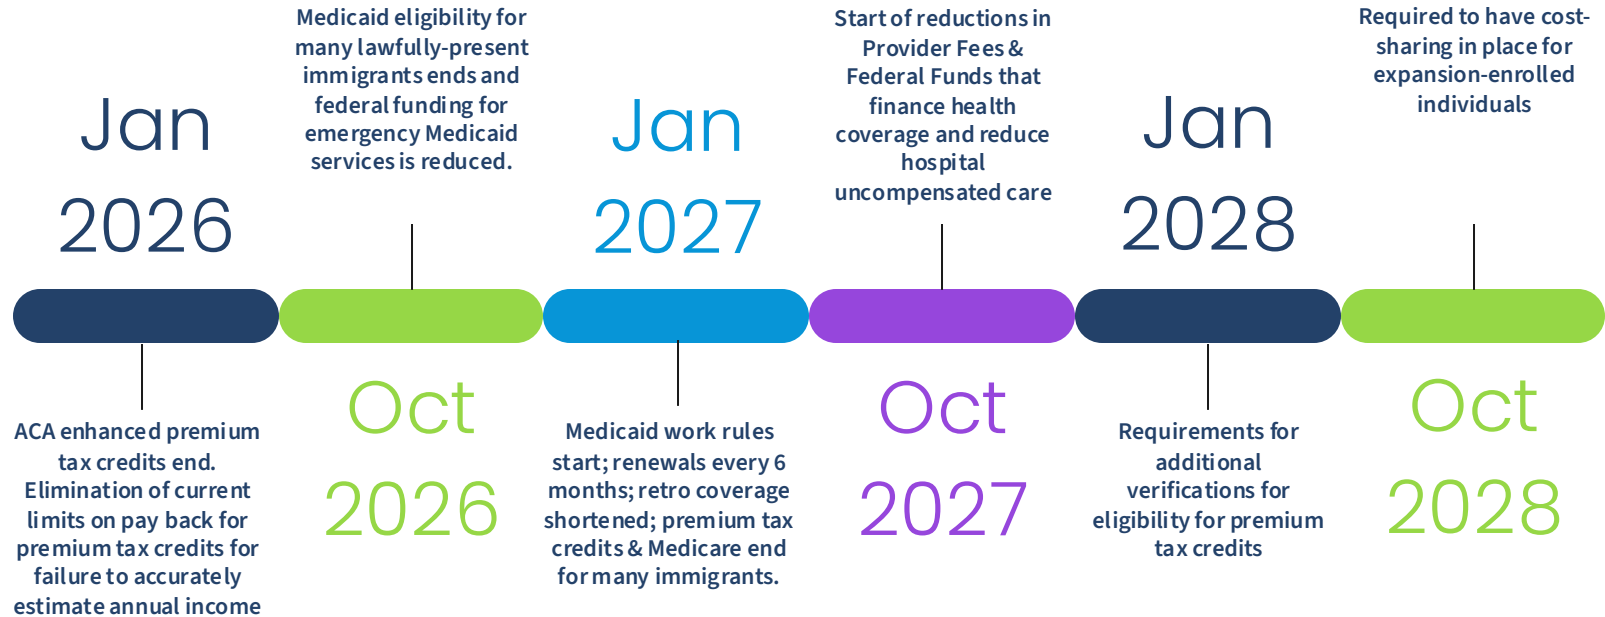 Jan
2026
ACA enhanced premium
tax credits end.
Elimination of current
limits on pay back for
premium tax credits for
failure to accurately
estimate annual income
Medicaid eligibility for
many lawfully-present
immigrants ends and
federal funding for
emergency Medicaid
services is reduced.
Oct
2026
Jan
2027
Medicaid work rules
start; renewals every 6
months; retro coverage
shortened; premium tax
credits & Medicare end
for many immigrants.
Start of reductions in
Provider Fees &
Federal Funds that
finance health
coverage and reduce
hospital
uncompensated care
Oct
2027
Jan
2028
Requirements for
additional
verifications for
eligibility for premium
tax credits
Required to have cost-
sharing in place for
expansion-enrolled
individuals
Oct
2028